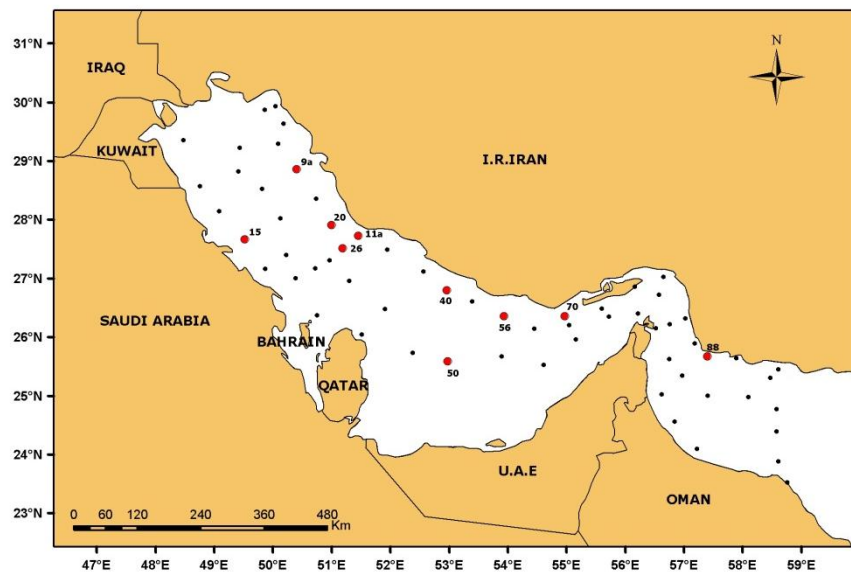 N
31°N
IRAQ
30°N
KUWAIT
29°N
9a
I.R.IRAN
28°N
20
15
11a
26
27°N
40
56
70
SAUDI ARABIA
26°N
BAHRAIN
88
50
QATAR
25°N
24°N
U.A.E
OMAN
23°N
0 60 120 240 360 480
Km
47°E 48°E 49°E 50°E 51°E 52°E 53°E 54°E 55°E 56°E 57°E 58°E 59°E